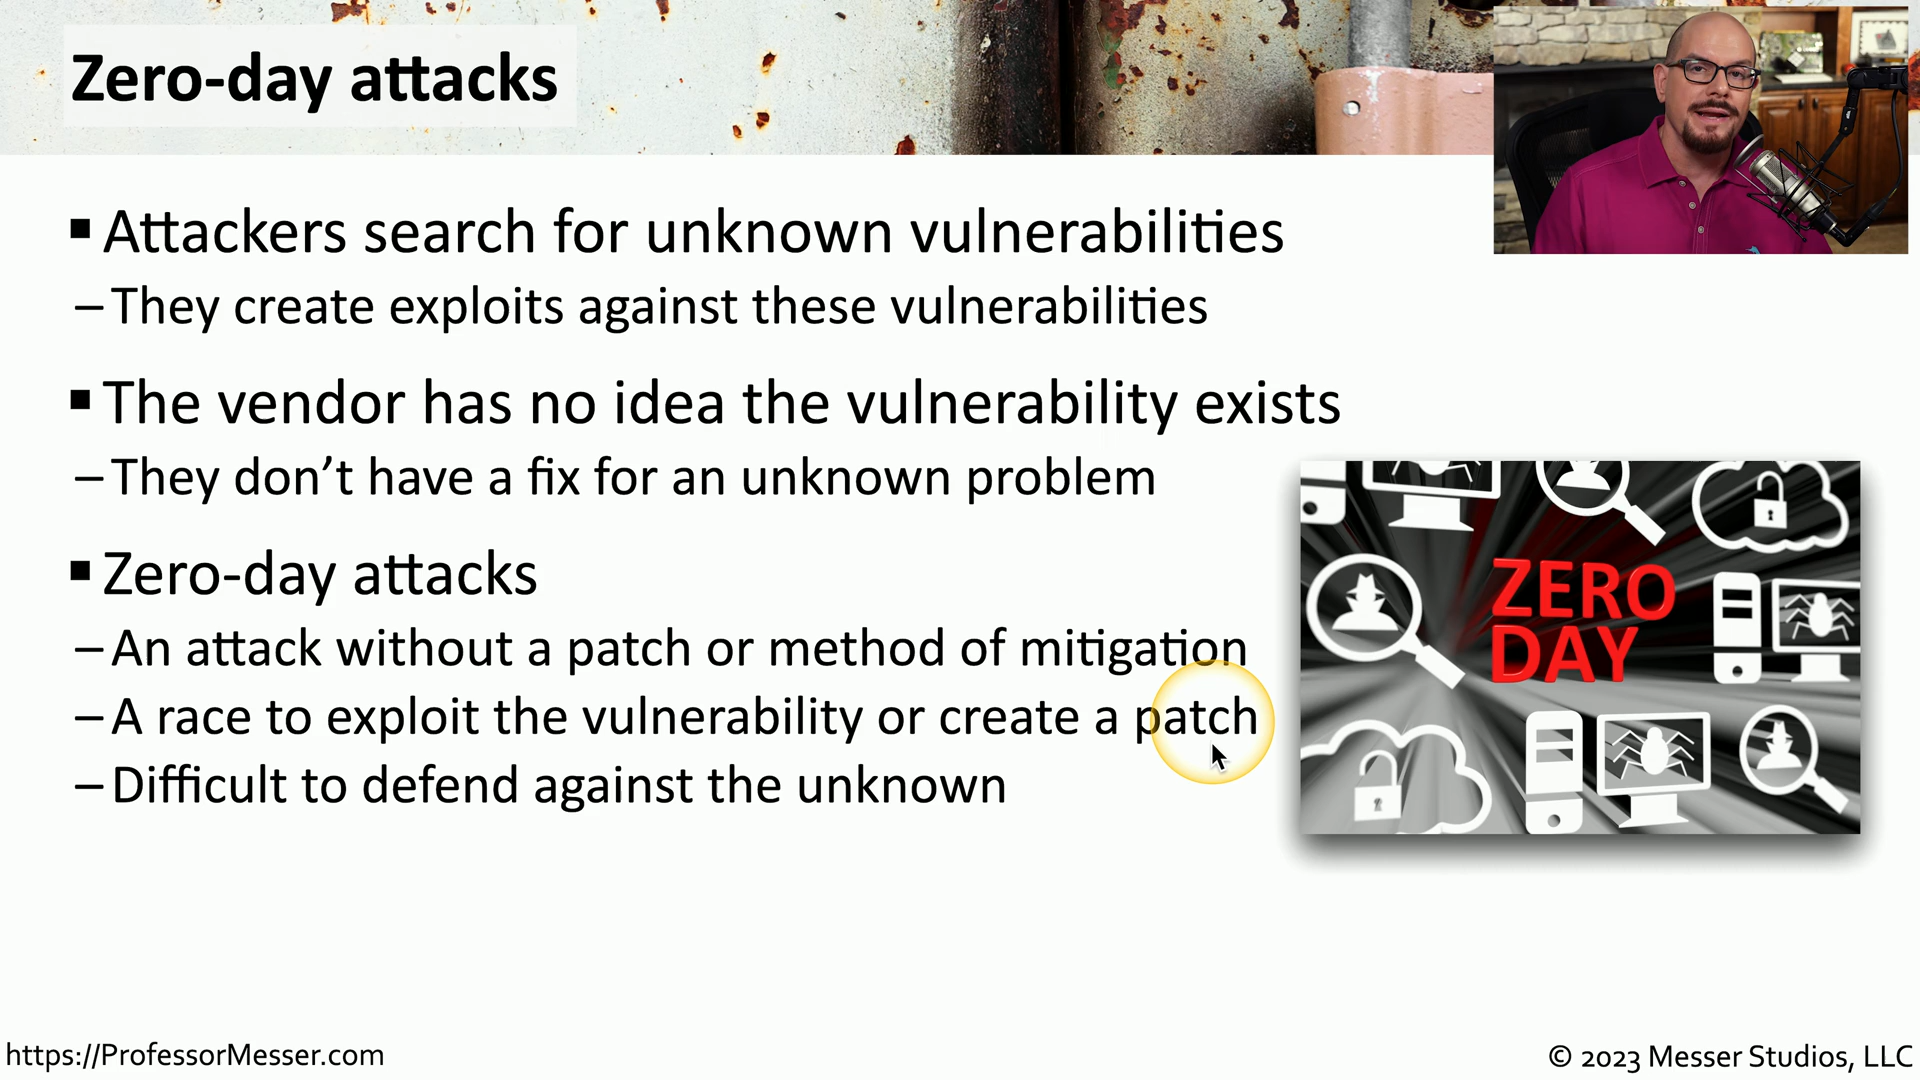 Zero-day attacks
▪ Attackers search for unknown vulnerabilities
– They create exploits against these vulnerabilities
▪ The vendor has no idea the vulnerability exists
– They don’t have a fix for an unknown problem
▪ Zero-day attacks
– An attack without a patch or method of mitigation
– A race to exploit the vulnerability or create a patch
– Difficult to defend against the unknown
ZERO
DAY
https://ProfessorMesser.com
© 2023 Messer Studios, LLC